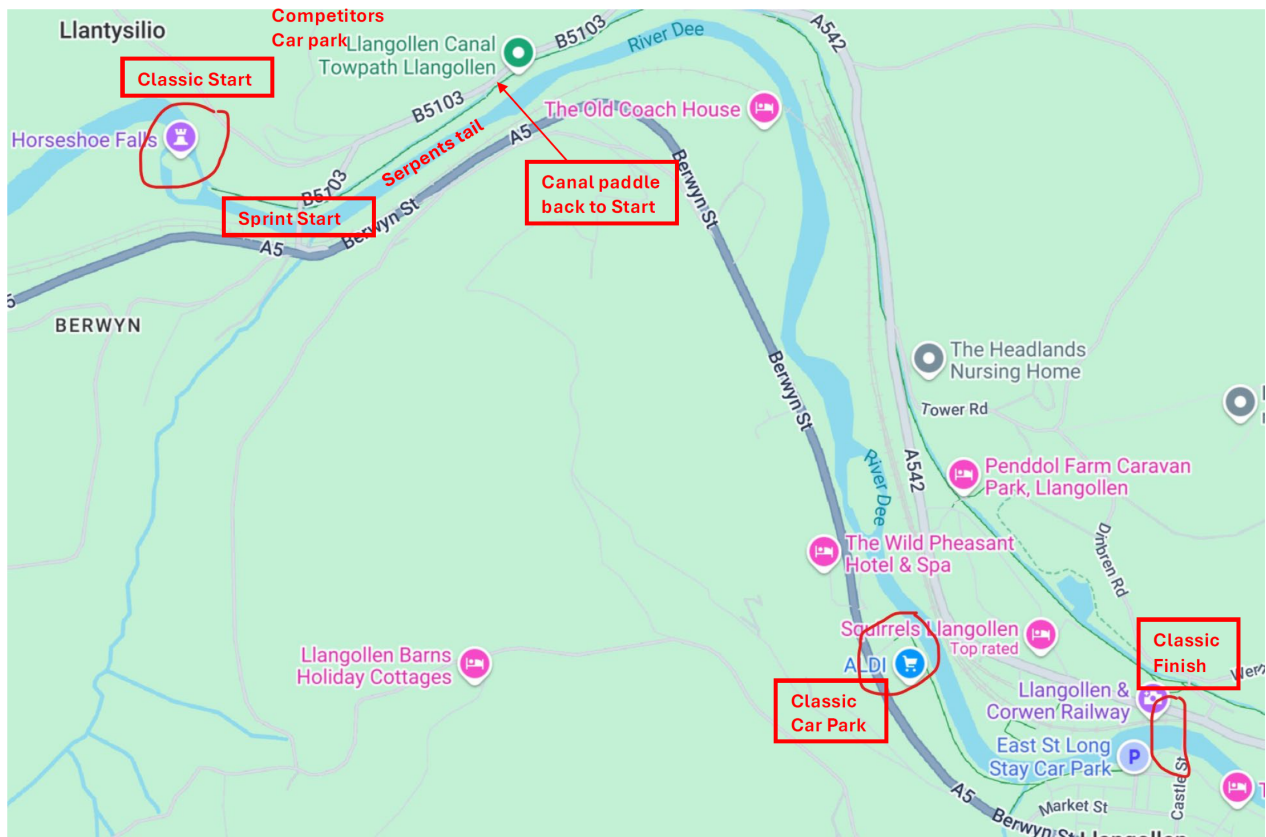 Competitors
Car park
Llantysilio
Llangollen Canal
Towpath Llangollen
B5103
River Dee
A542
Classic Start
B5103
The Old Coach House
Horseshoe Falls
A5
Serpents tail
Canal paddle
back to Start
Berwyn St
B5103
Sprint Start
Berwyn St
A5
BERWYN
The Headlands
Nursing Home
Berwyn St
Tower Rd
A542
River Dee
Penddol Farm Caravan
Park, Llangollen
Dinbren Rd
The Wild Pheasant
Hotel & Spa
Squirrels Llangollen
Top rated
ALDI
Classic
Finish
Llangollen Barns
Holiday Cottages
Classic
Car Park
Llangollen &
Corwen Railway
East St Long
Stay Car Park
P
Castle St
A5
Market St
Berwyn St
Llangollen